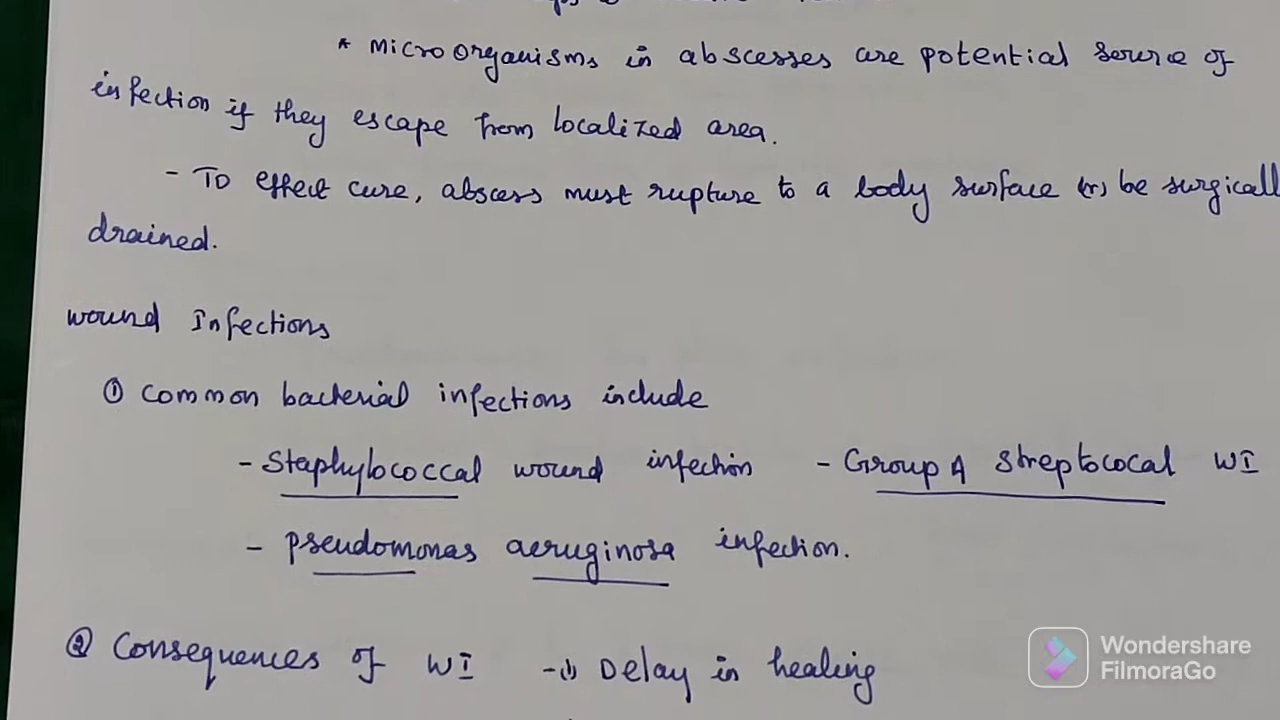 * Microorganisms in abscesses are potential source of
infection if they escape from localized area.
- To effect cure, abscess must rupture to a body surface (or) be surgically
drained.
Wound Infections
① Common bacterial infections include
- Staphylococcal wound infection - Group A streptococal WI
- pseudomonas aeruginosa infection.
② Consequences of WI -(i) Delay in healing
Wondershare
FilmoraGo